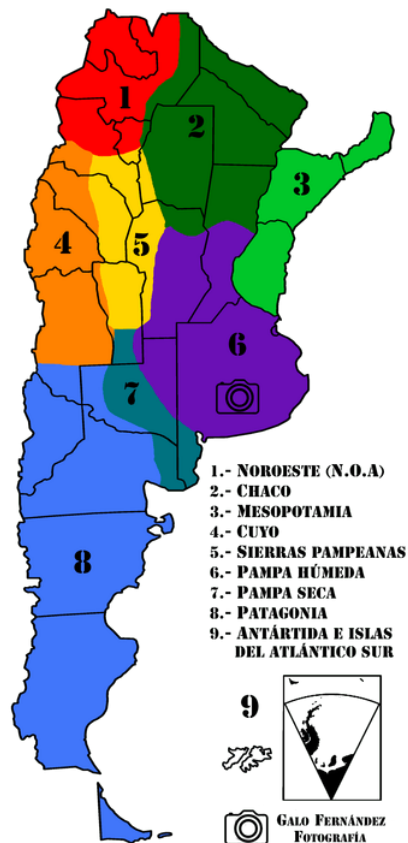 1
2
3
4
5
6
7
8
1.- NOROESTE (N.O.A)
2.- CHACO
3.- MESOPOTAMIA
4.- CUYO
5.- SIERRAS PAMPEANAS
6.- PAMPA HÚMEDA
7.- PAMPA SECA
8.- PATAGONIA
9.- ANTÁRTIDA E ISLAS
DEL ATLÁNTICO SUR
9
GALO FERNÁNDEZ
FOTOGRAFÍA